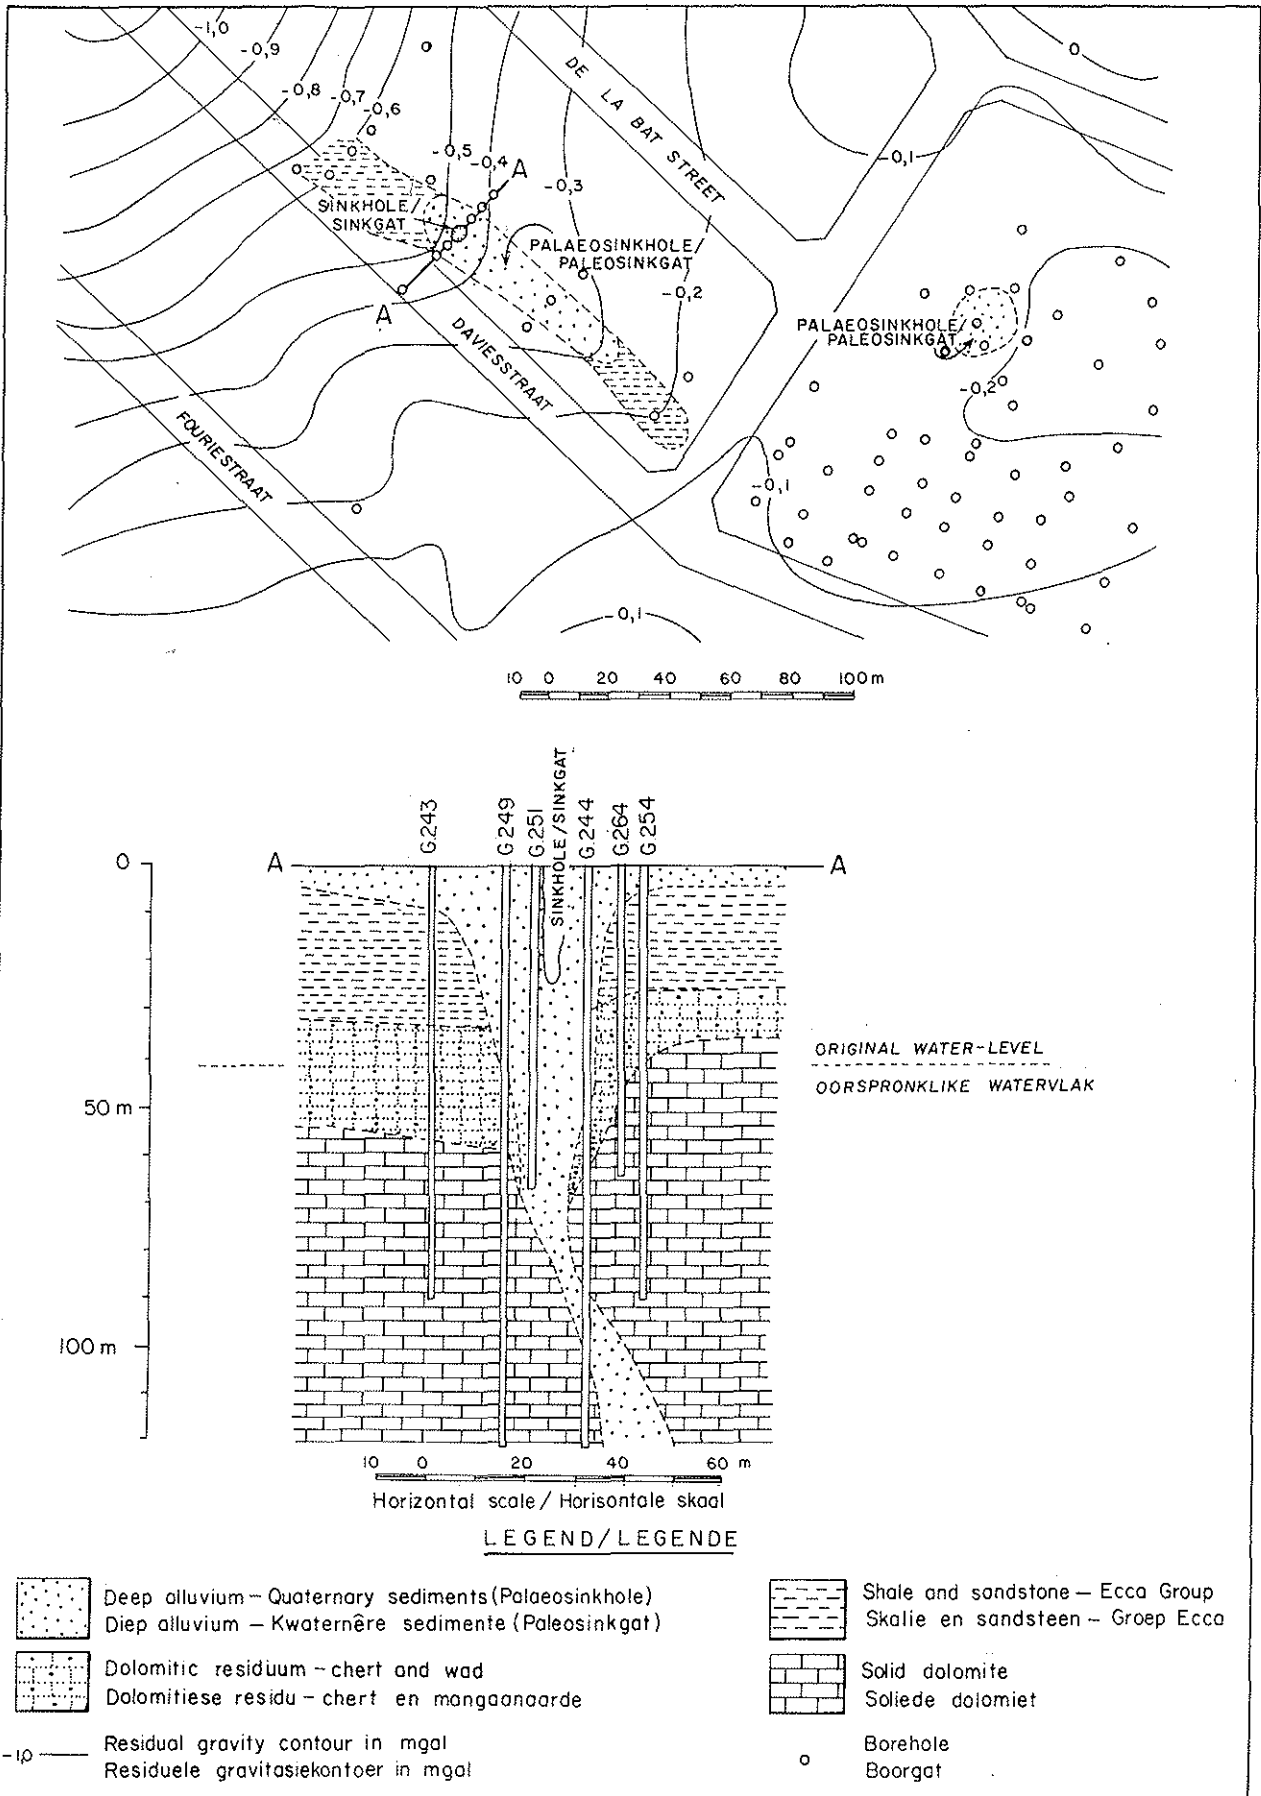 -1,0
-0,9
-0,8
-0,7
-0,6
-0,5
-0,4
-0,3
-0,2
DE LA BAT STREET
-0,1
0
A
SINKHOLE/
SINKGAT
PALAEOSINKHOLE/
PALEOSINKGAT
A
DAVIESSTRAAT
FOURIESTRAAT
PALAEOSINKHOLE/
PALEOSINKGAT
-0,2
-0,1
-0,1
10 0 20 40 60 80 100 m
G.243
G.249
G.251
SINKHOLE/SINKGAT
G.244
G.264
G.254
0
A
A
50 m
100 m
ORIGINAL WATER-LEVEL
OORSPRONKLIKE WATERVLAK
10 0 20 40 60 m
Horizontal scale / Horisontale skaal
LEGEND/LEGENDE
Deep alluvium – Quaternary sediments (Palaeosinkhole)
Diep alluvium – Kwaternêre sedimente (Paleosinkgat)
Dolomitic residuum – chert and wad
Dolomitiese residu – chert en mangaanaarde
-1,0 Residual gravity contour in mgal
Residuele gravitasiekontoer in mgal
Shale and sandstone – Ecca Group
Skalie en sandsteen – Groep Ecca
Solid dolomite
Soliede dolomiet
Borehole
Boorgat